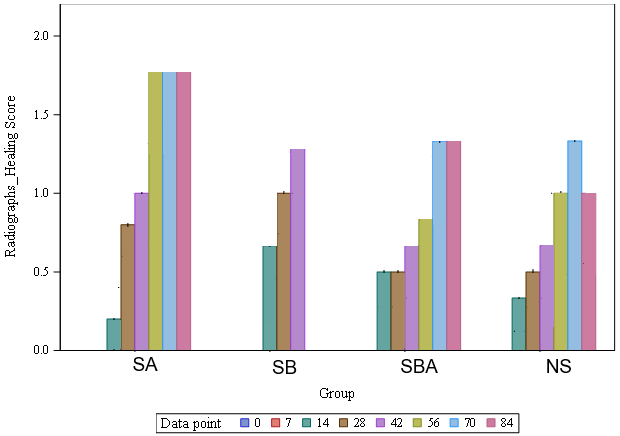 2.0
1.5
1.0
0.5
0.0
Radiographs_Healing Score
SA SB SBA NS
Group
Data point 0 7 14 28 42 56 70 84